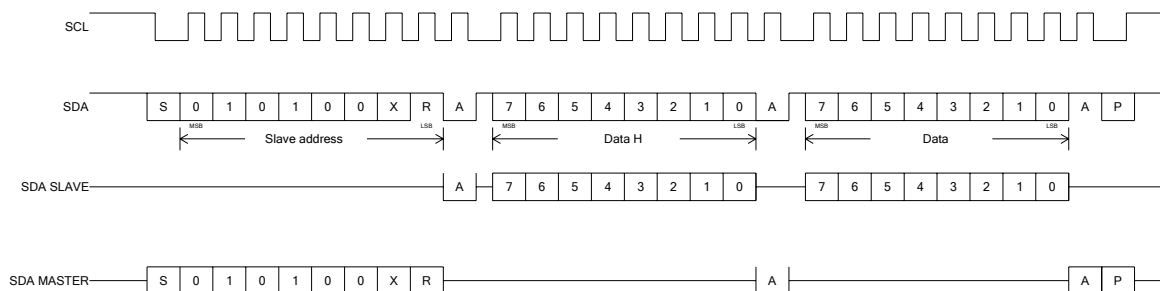 SCL
SDA S 0 1 0 1 0 0 X R A 7 6 5 4 3 2 1 0 A 7 6 5 4 3 2 1 0 A P
MSB LSB MSB LSB MSB LSB
Slave address Data H Data
SDA SLAVE A 7 6 5 4 3 2 1 0 7 6 5 4 3 2 1 0
SDA MASTER S 0 1 0 1 0 0 X R A A P